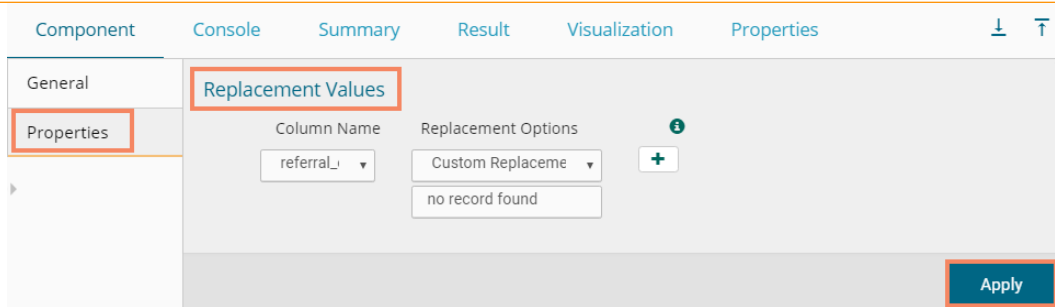 Component Console Summary Result Visualization Properties
General
Properties
Replacement Values
Column Name Replacement Options
referral_ Custom Replaceme
no record found
Apply